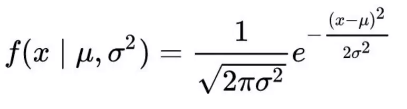 f(x | μ, σ²) = 1/√(2πσ²) e^(−(x−μ)²/(2σ²))